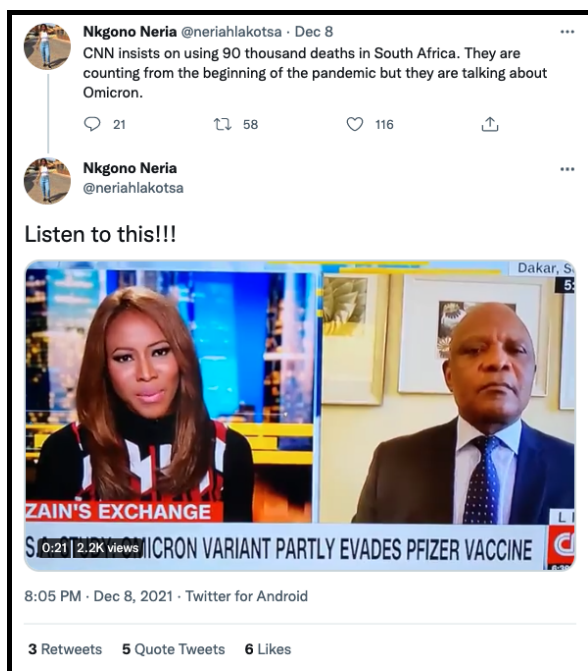 Nkgono Neria @neriahlakotsa · Dec 8
CNN insists on using 90 thousand deaths in South Africa. They are
counting from the beginning of the pandemic but they are talking about
Omicron.
21 58 116
Nkgono Neria
@neriahlakotsa
Listen to this!!!
Dakar, S
5:
ZAIN'S EXCHANGE
LI
0:21 2.2K views
MICRON VARIANT PARTLY EVADES PFIZER VACCINE
8:05 PM · Dec 8, 2021 · Twitter for Android
3 Retweets 5 Quote Tweets 6 Likes